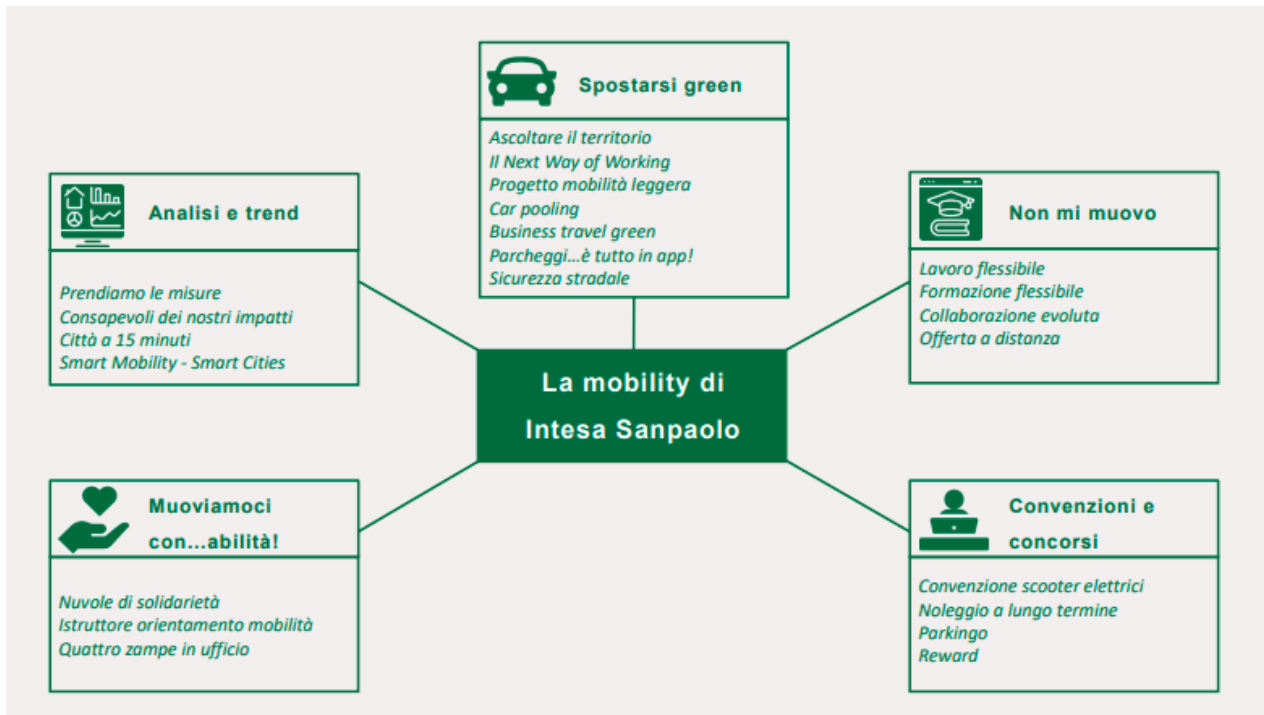 Spostarsi green
Ascoltare il territorio
Il Next Way of Working
Progetto mobilità leggera
Car pooling
Business travel green
Parcheggi...è tutto in app!
Sicurezza stradale
Analisi e trend
Prendiamo le misure
Consapevoli dei nostri impatti
Città a 15 minuti
Smart Mobility - Smart Cities
Non mi muovo
Lavoro flessibile
Formazione flessibile
Collaborazione evoluta
Offerta a distanza
La mobility di
Intesa Sanpaolo
Muoviamoci
con...abilità!
Nuvole di solidarietà
Istruttore orientamento mobilità
Quattro zampe in ufficio
Convenzioni e
concorsi
Convenzione scooter elettrici
Noleggio a lungo termine
Parkingo
Reward